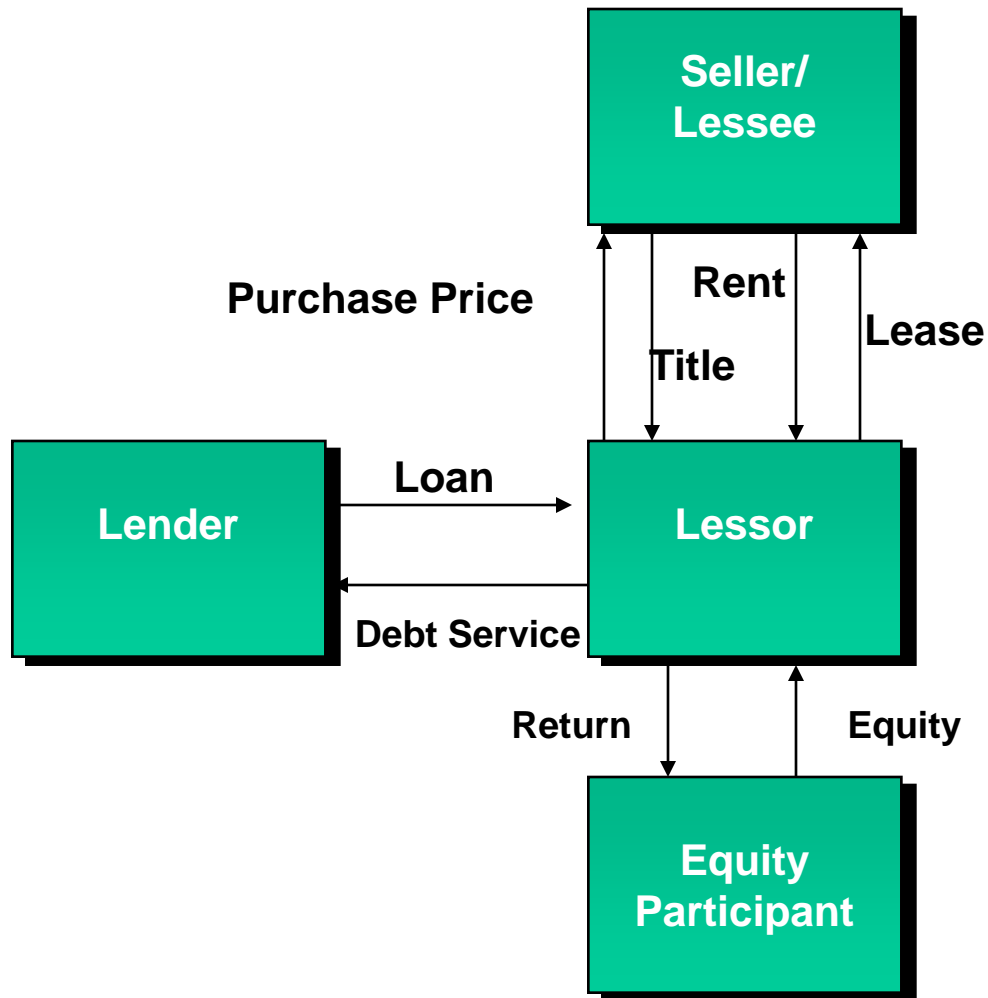 Seller/
Lessee
Purchase Price
Rent
Lease
Title
Lender
Loan
Lessor
Debt Service
Return
Equity
Equity
Participant